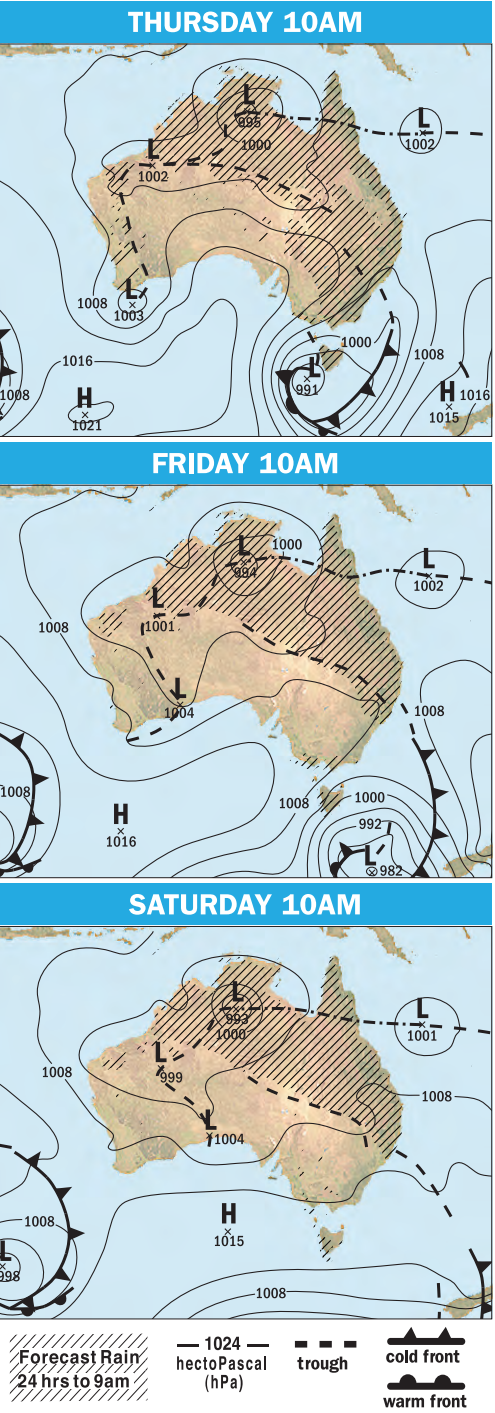 THURSDAY 10AM
L
995
L
1002
1000
L
1002
1008
L
1003
1000
1008
1016
L
991
1008
H
1021
H
1016
1015
FRIDAY 10AM
1000
L
994
L
1002
1008
L
1001
L
1004
1008
1008
1008
1000
H
1016
992
L
982
SATURDAY 10AM
L
993
L
1001
1000
1008
L
999
1008
L
1004
1008
H
1015
L
998
1008
Forecast Rain
24 hrs to 9am
1024
hectoPascal
(hPa)
trough
cold front
warm front